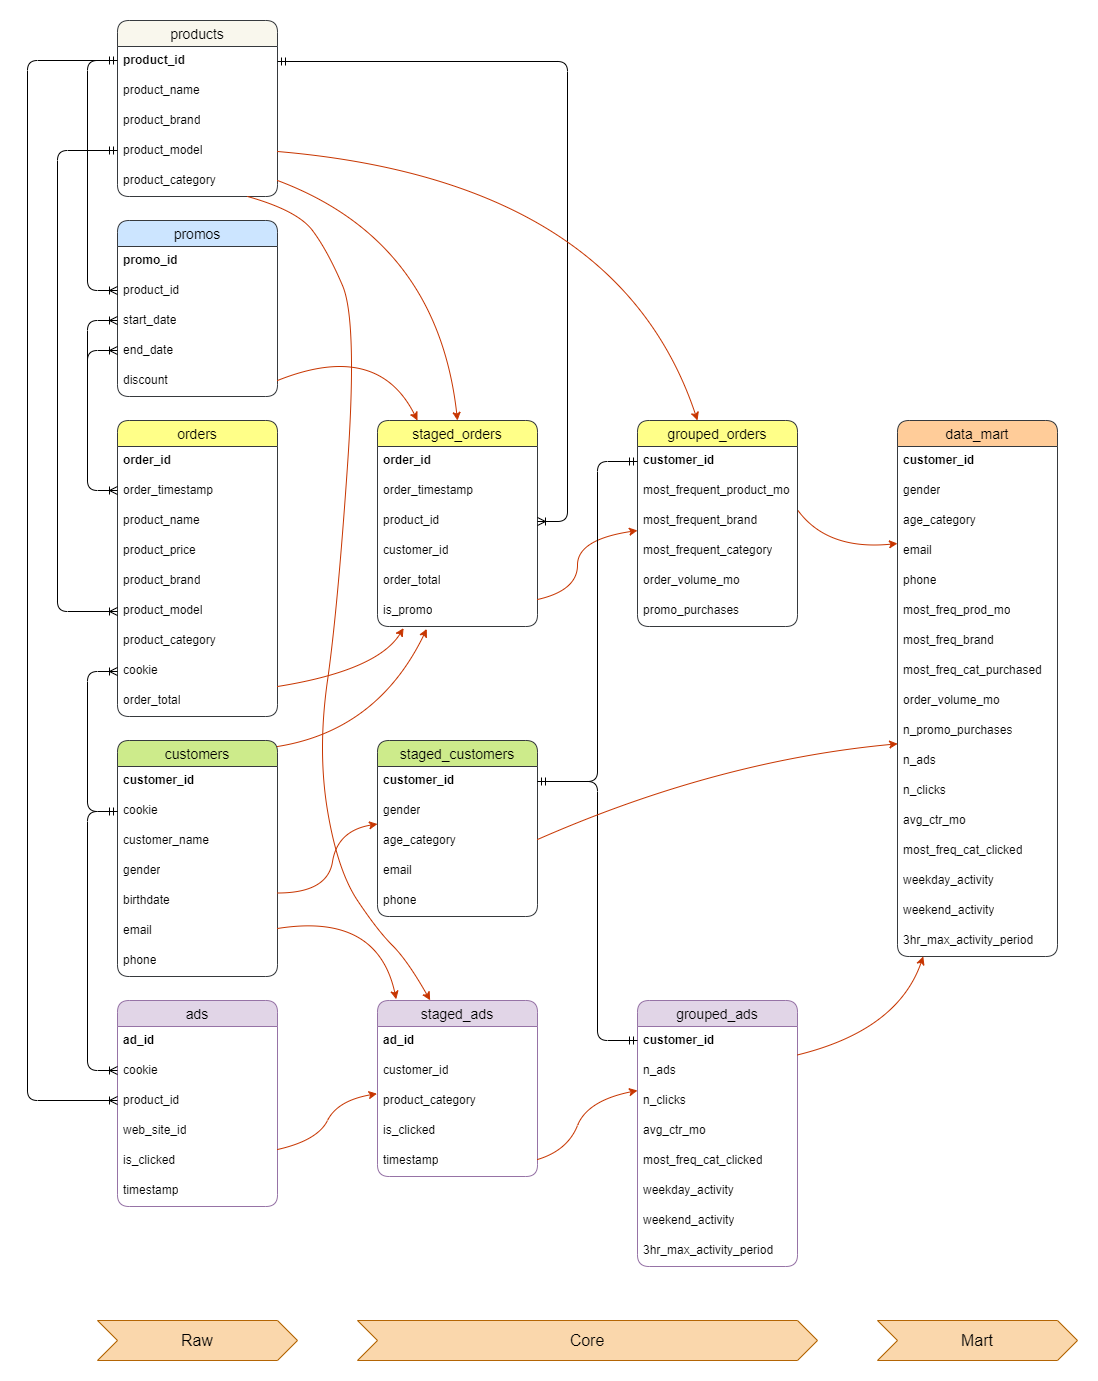 products
product_id
product_name
product_brand
product_model
product_category
promos
promo_id
product_id
start_date
end_date
discount
orders
order_id
order_timestamp
product_name
product_price
product_brand
product_model
product_category
cookie
order_total
staged_orders
order_id
order_timestamp
product_id
customer_id
order_total
is_promo
grouped_orders
customer_id
most_frequent_product_mo
most_frequent_brand
most_frequent_category
order_volume_mo
promo_purchases
data_mart
customer_id
gender
age_category
email
phone
most_freq_prod_mo
most_freq_brand
most_freq_cat_purchased
order_volume_mo
n_promo_purchases
n_ads
n_clicks
avg_ctr_mo
most_freq_cat_clicked
weekday_activity
weekend_activity
3hr_max_activity_period
customers
customer_id
cookie
customer_name
gender
birthdate
email
phone
staged_customers
customer_id
gender
age_category
email
phone
ads
ad_id
cookie
product_id
web_site_id
is_clicked
timestamp
staged_ads
ad_id
customer_id
product_category
is_clicked
timestamp
grouped_ads
customer_id
n_ads
n_clicks
avg_ctr_mo
most_freq_cat_clicked
weekday_activity
weekend_activity
3hr_max_activity_period
Raw
Core
Mart